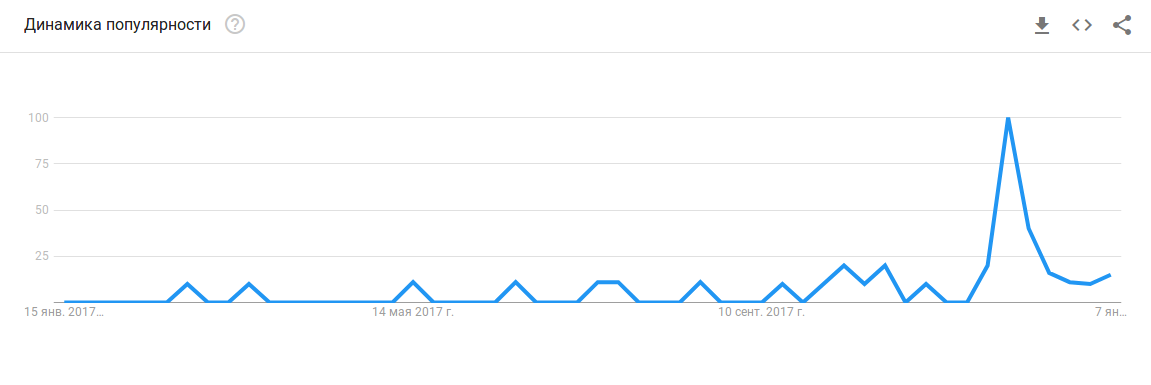 Динамика популярности ?
100
75
50
25
15 янв. 2017…
14 мая 2017 г.
10 сент. 2017 г.
7 ян…